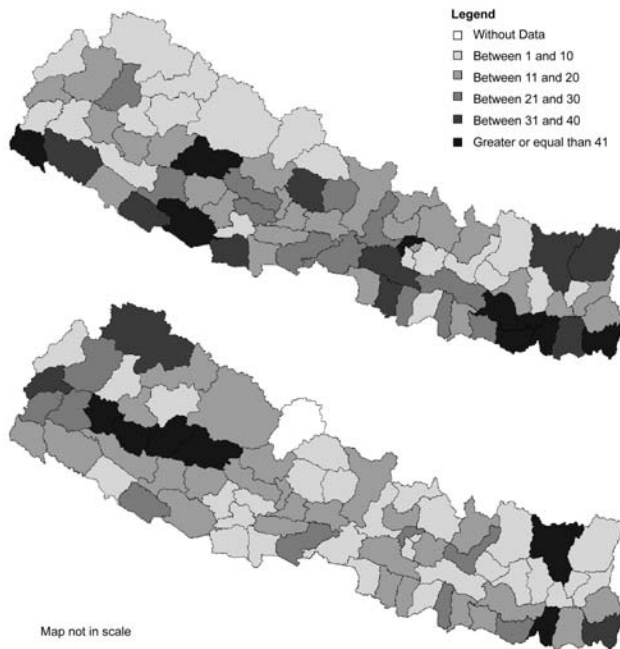 Legend
Without Data
Between 1 and 10
Between 11 and 20
Between 21 and 30
Between 31 and 40
Greater or equal than 41
Map not in scale